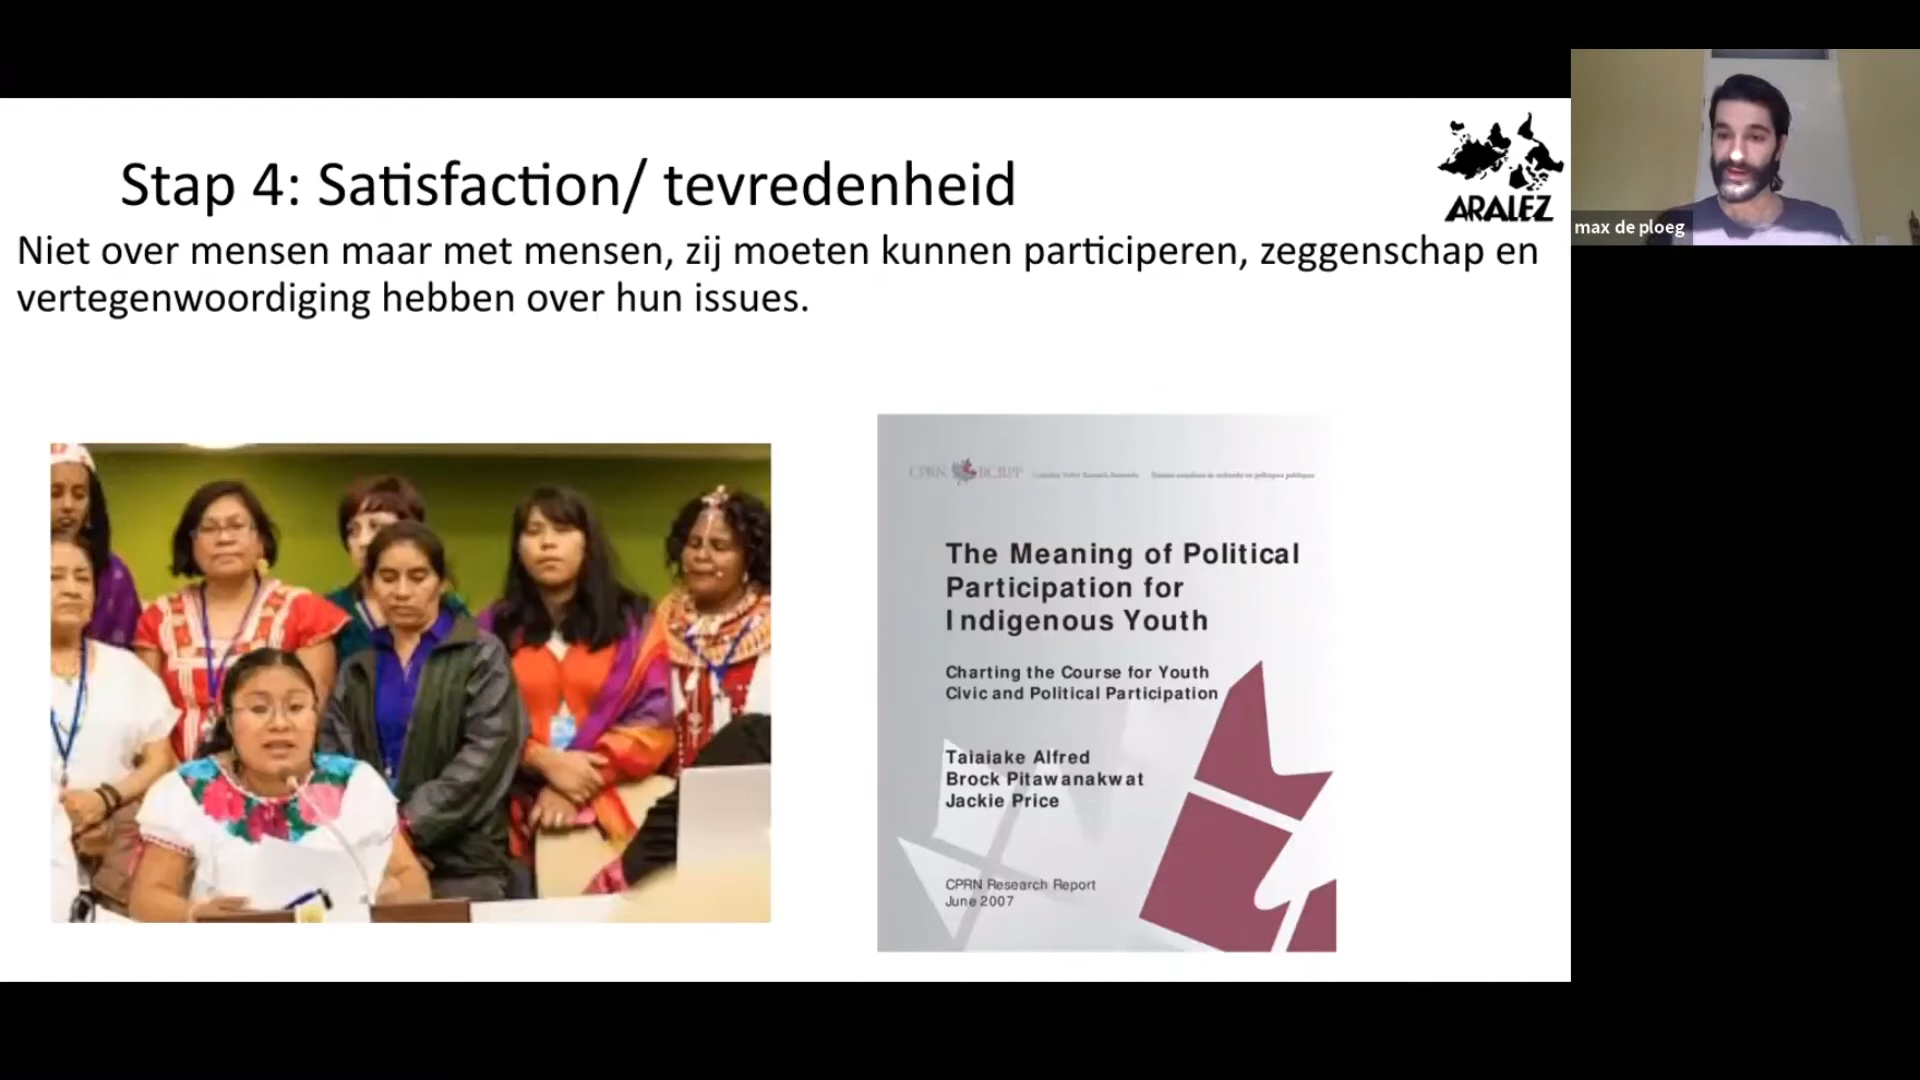 Stap 4: Satisfaction/ tevredenheid
ARALEZ
max de ploeg
Niet over mensen maar met mensen, zij moeten kunnen participeren, zeggenschap en
vertegenwoordiging hebben over hun issues.
CPRN RCRPP
The Meaning of Political
Participation for
Indigenous Youth
Charting the Course for Youth
Civic and Political Participation
Taiaiake Alfred
Brock Pitawanakwat
Jackie Price
CPRN Research Report
June 2007